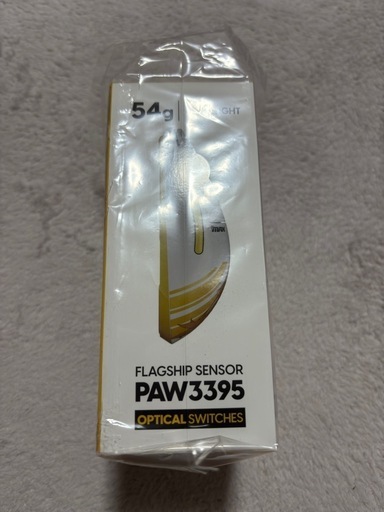 54g
FLAGSHIP SENSOR
PAW3395
OPTICAL SWITCHES